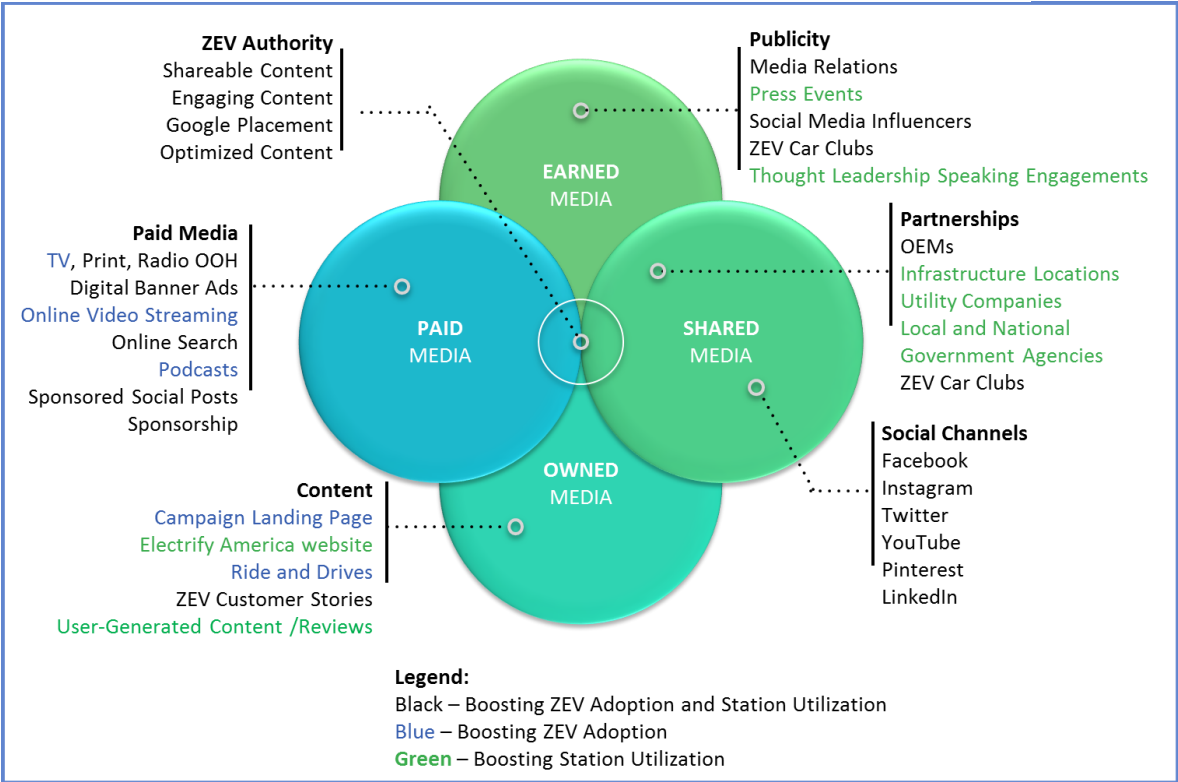 ZEV Authority
Shareable Content
Engaging Content
Google Placement
Optimized Content
Publicity
Media Relations
Press Events
Social Media Influencers
ZEV Car Clubs
Thought Leadership Speaking Engagements
EARNED
MEDIA
Paid Media
TV, Print, Radio OOH
Digital Banner Ads
Online Video Streaming
Online Search
Podcasts
Sponsored Social Posts
Sponsorship
PAID
MEDIA
SHARED
MEDIA
Partnerships
OEMs
Infrastructure Locations
Utility Companies
Local and National
Government Agencies
ZEV Car Clubs
Social Channels
Facebook
Instagram
Twitter
YouTube
Pinterest
LinkedIn
OWNED
MEDIA
Content
Campaign Landing Page
Electrify America website
Ride and Drives
ZEV Customer Stories
User-Generated Content /Reviews
Legend:
Black – Boosting ZEV Adoption and Station Utilization
Blue – Boosting ZEV Adoption
Green – Boosting Station Utilization